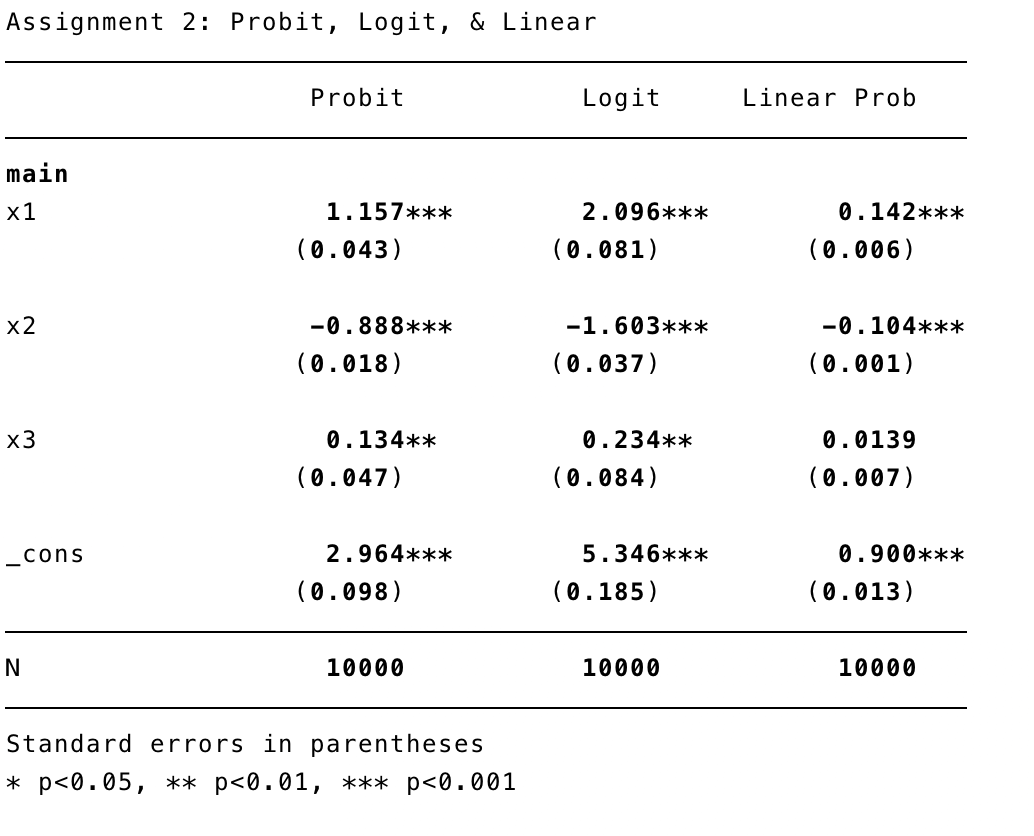 Assignment 2: Probit, Logit, & Linear
Probit Logit Linear Prob
main
x1 1.157*** 2.096*** 0.142***
(0.043) (0.081) (0.006)
x2 -0.888*** -1.603*** -0.104***
(0.018) (0.037) (0.001)
x3 0.134** 0.234** 0.0139
(0.047) (0.084) (0.007)
_cons 2.964*** 5.346*** 0.900***
(0.098) (0.185) (0.013)
N 10000 10000 10000
Standard errors in parentheses
* p<0.05, ** p<0.01, *** p<0.001